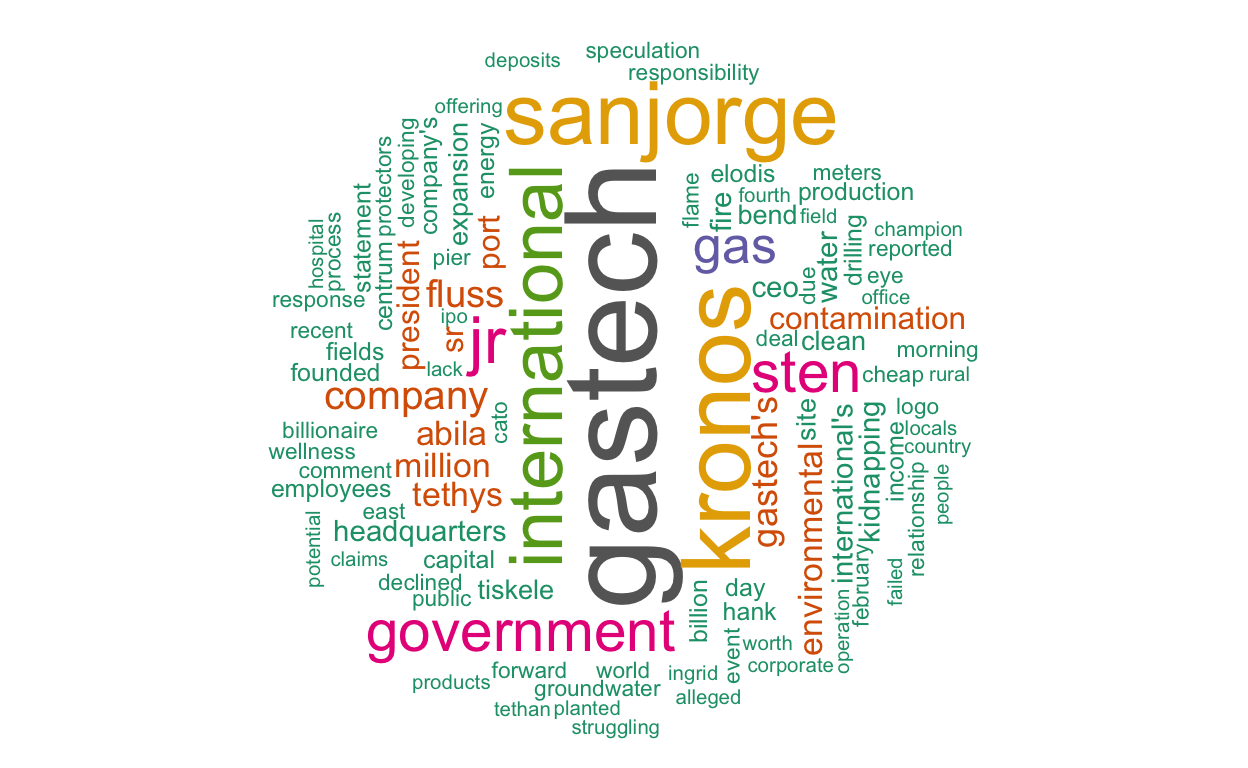 deposits
speculation
responsibility
offering
sanjorge
gastech
international
kronos
jr
sten
government
gas
company
fluss
president
sr
port
abila
million
tethys
contamination
gastech's
environmental
protectors
developing
company's
expansion
energy
hospital
process
statement
centrum
pier
ipo
lack
response
recent
fields
founded
cato
billionaire
wellness
comment
employees
east
headquarters
potential
claims
capital
declined
public
tiskele
flame
fire
elodis
fourth
bend
field
meters
production
champion
reported
water
drilling
due
eye
office
ceo
deal
clean
morning
cheap
rural
site
international's
kidnapping
logo
locals
income
country
relationship
people
february
failed
operation
billion
day
hank
event
worth
corporate
ingrid
alleged
forward
world
products
groundwater
tethan
planted
struggling